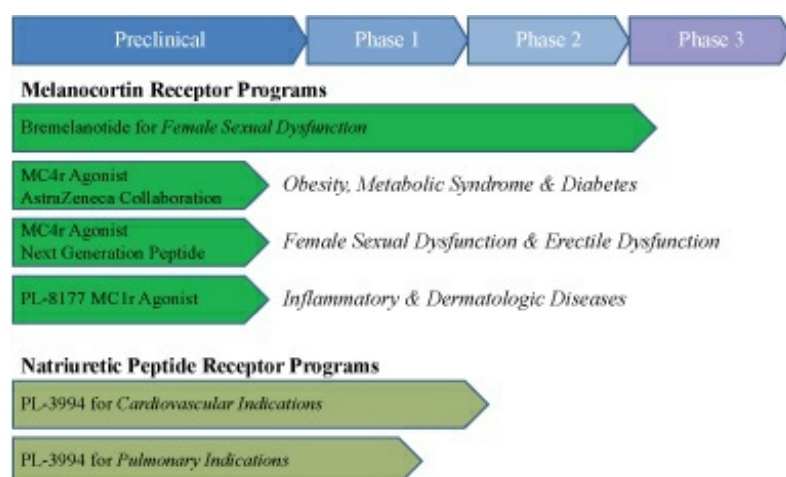 Preclinical Phase 1 Phase 2 Phase 3
Melanocortin Receptor Programs
Bremelanotide for Female Sexual Dysfunction
MC4r Agonist
AstraZeneca Collaboration
Obesity, Metabolic Syndrome & Diabetes
MC4r Agonist
Next Generation Peptide
Female Sexual Dysfunction & Erectile Dysfunction
PL-8177 MC1r Agonist
Inflammatory & Dermatologic Diseases
Natriuretic Peptide Receptor Programs
PL-3994 for Cardiovascular Indications
PL-3994 for Pulmonary Indications